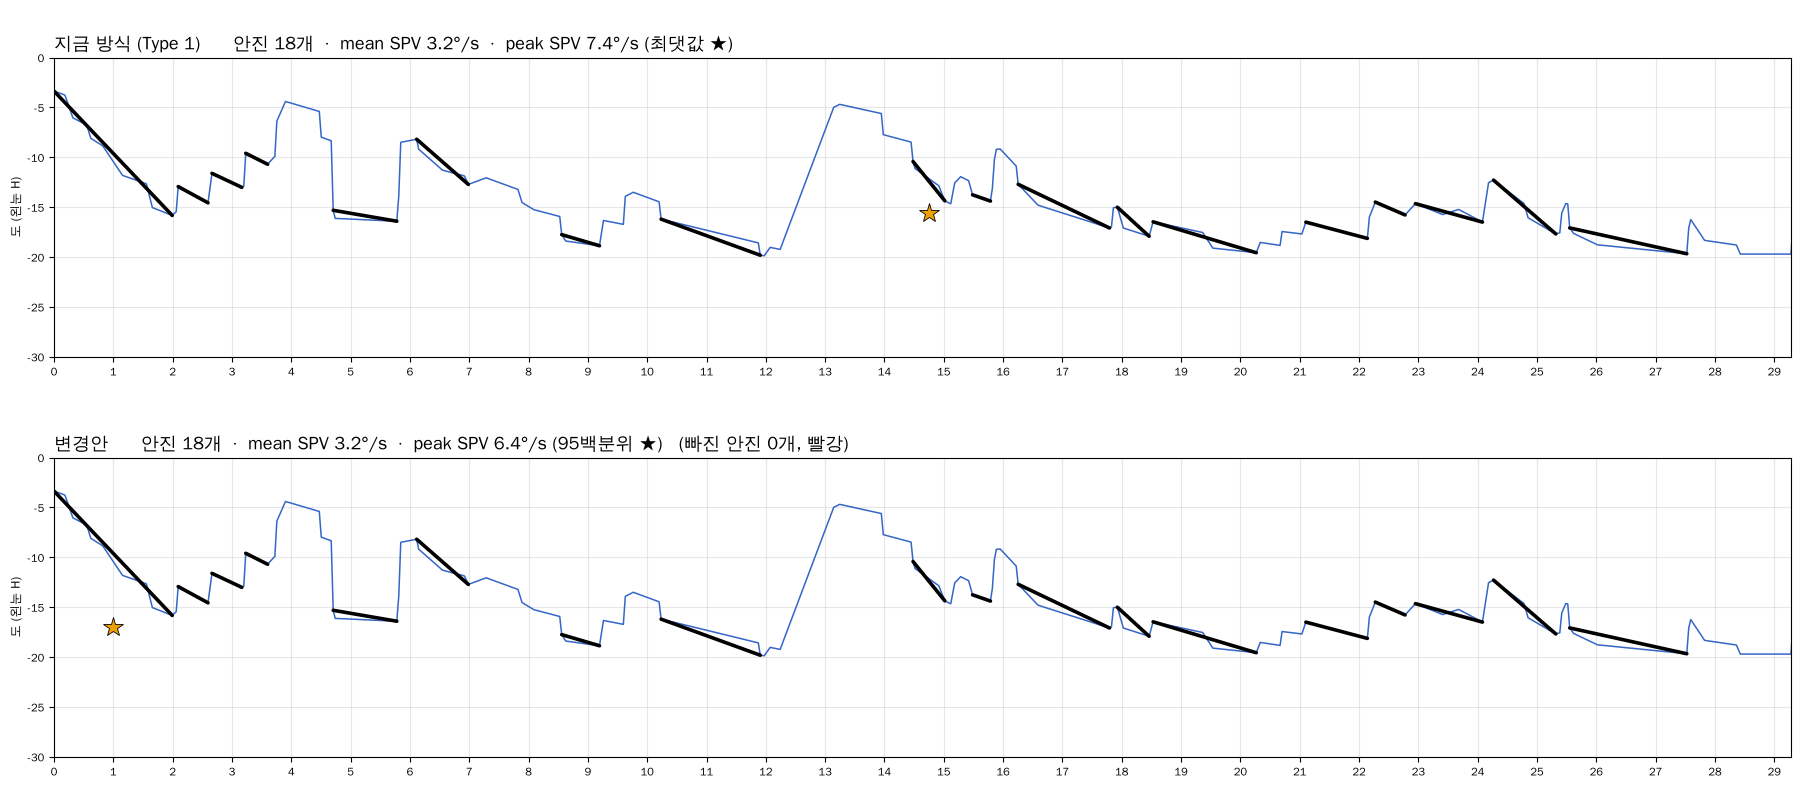 지금 방식 (Type 1)   안진 18개 · mean SPV 3.2°/s · peak SPV 7.4°/s (최댓값 ★)
0
-5
-10
-15
-20
-25
-30
도 (왼눈 H)
0 1 2 3 4 5 6 7 8 9 10 11 12 13 14 15 16 17 18 19 20 21 22 23 24 25 26 27 28 29
변경안   안진 18개 · mean SPV 3.2°/s · peak SPV 6.4°/s (95백분위 ★) (빠진 안진 0개, 빨강)
0
-5
-10
-15
-20
-25
-30
도 (왼눈 H)
0 1 2 3 4 5 6 7 8 9 10 11 12 13 14 15 16 17 18 19 20 21 22 23 24 25 26 27 28 29